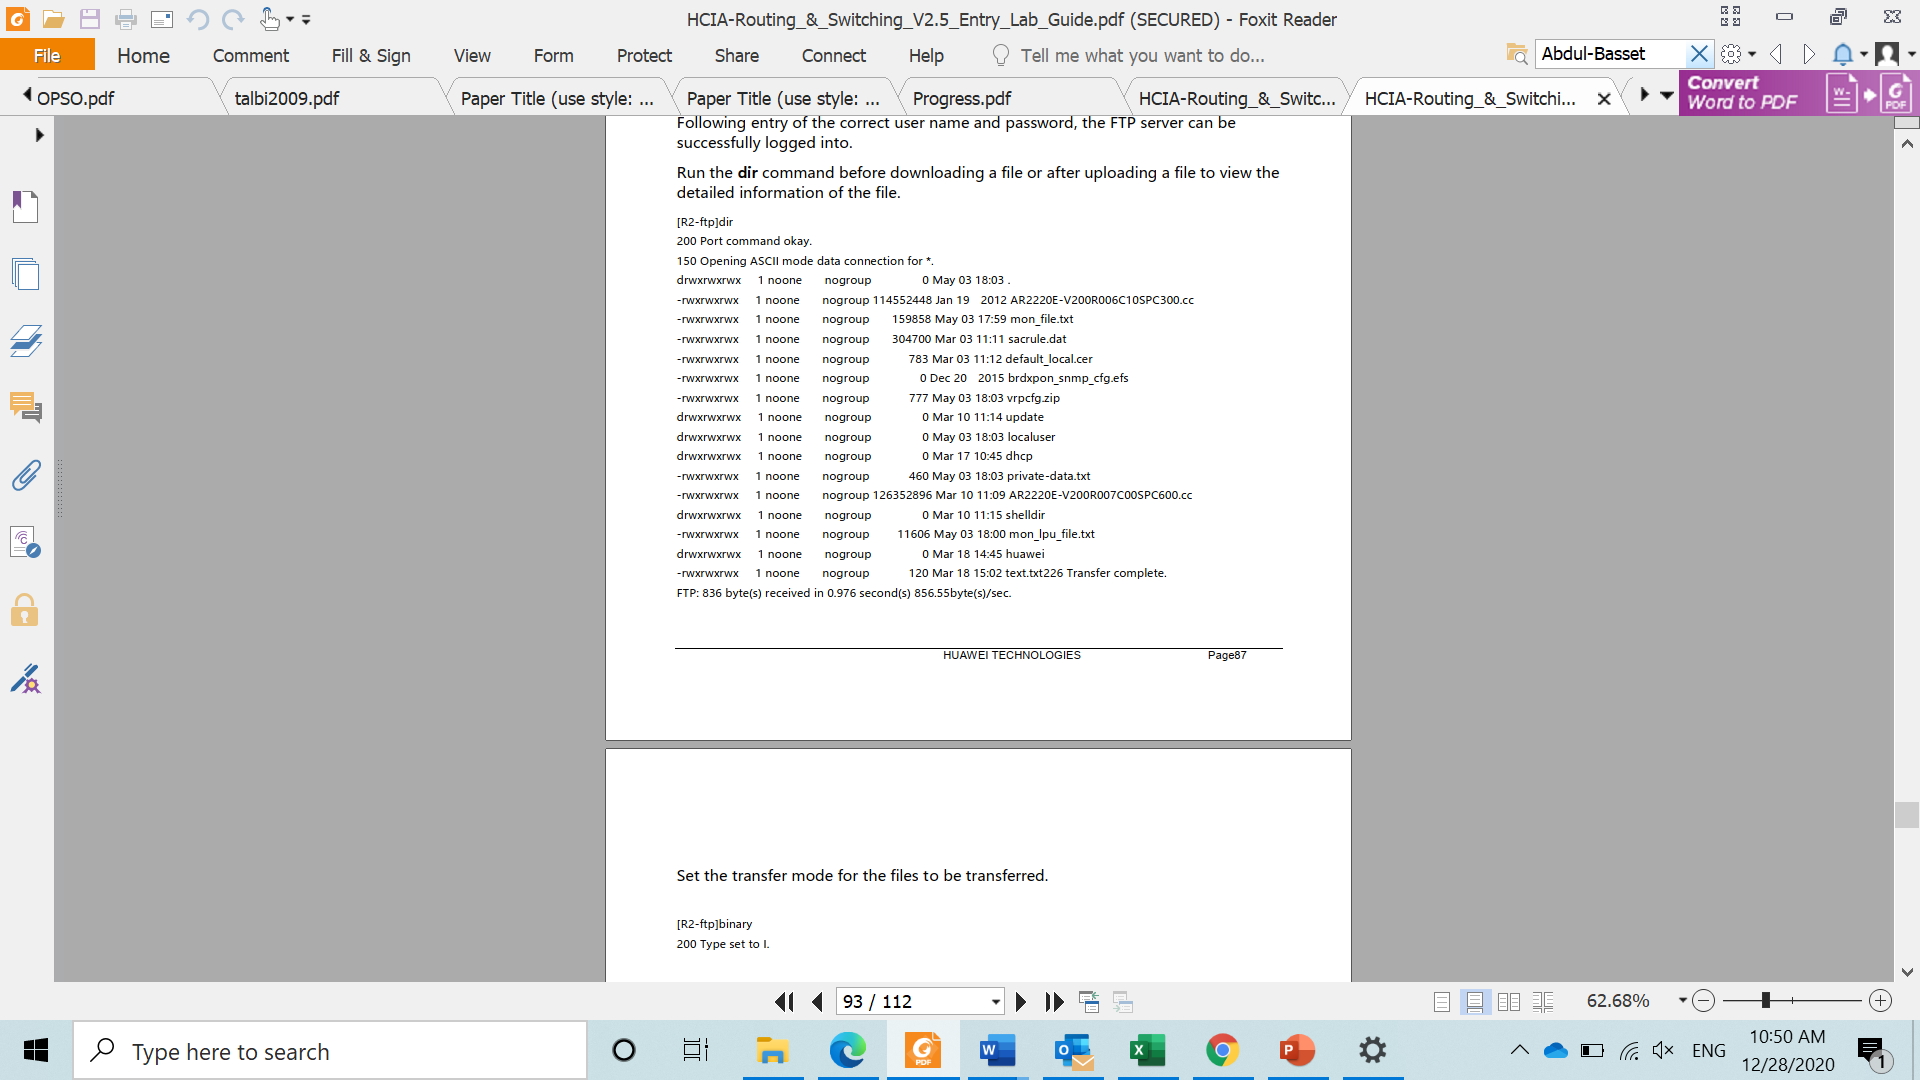 HCIA-Routing_&_Switching_V2.5_Entry_Lab_Guide.pdf (SECURED) - Foxit Reader
File Home Comment Fill & Sign View Form Protect Share Connect Help Tell me what you want to do... Abdul-Basset
OPSO.pdf talbi2009.pdf Paper Title (use style: ... Paper Title (use style: ... Progress.pdf HCIA-Routing_&_Switc... HCIA-Routing_&_Switchi... Convert
Word to PDF
Following entry of the correct user name and password, the FTP server can be
successfully logged into.
Run the dir command before downloading a file or after uploading a file to view the
detailed information of the file.
[R2-ftp]dir
200 Port command okay.
150 Opening ASCII mode data connection for *.
drwxrwxrwx 1 noone nogroup 0 May 03 18:03 .
-rwxrwxrwx 1 noone nogroup 114552448 Jan 19 2012 AR2220E-V200R006C10SPC300.cc
-rwxrwxrwx 1 noone nogroup 159858 May 03 17:59 mon_file.txt
-rwxrwxrwx 1 noone nogroup 304700 Mar 03 11:11 sacrule.dat
-rwxrwxrwx 1 noone nogroup 783 Mar 03 11:12 default_local.cer
-rwxrwxrwx 1 noone nogroup 0 Dec 20 2015 brdxpon_snmp_cfg.efs
-rwxrwxrwx 1 noone nogroup 777 May 03 18:03 vrpcfg.zip
drwxrwxrwx 1 noone nogroup 0 Mar 10 11:14 update
drwxrwxrwx 1 noone nogroup 0 May 03 18:03 localuser
drwxrwxrwx 1 noone nogroup 0 Mar 17 10:45 dhcp
-rwxrwxrwx 1 noone nogroup 460 May 03 18:03 private-data.txt
-rwxrwxrwx 1 noone nogroup 126352896 Mar 10 11:09 AR2220E-V200R007C00SPC600.cc
drwxrwxrwx 1 noone nogroup 0 Mar 10 11:15 shelldir
-rwxrwxrwx 1 noone nogroup 11606 May 03 18:00 mon_lpu_file.txt
drwxrwxrwx 1 noone nogroup 0 Mar 18 14:45 huawei
-rwxrwxrwx 1 noone nogroup 120 Mar 18 15:02 text.txt226 Transfer complete.
FTP: 836 byte(s) received in 0.976 second(s) 856.55byte(s)/sec.
HUAWEI TECHNOLOGIES Page87
Set the transfer mode for the files to be transferred.
[R2-ftp]binary
200 Type set to I.
93 / 112 62.68%
Type here to search ENG 10:50 AM
12/28/2020 1